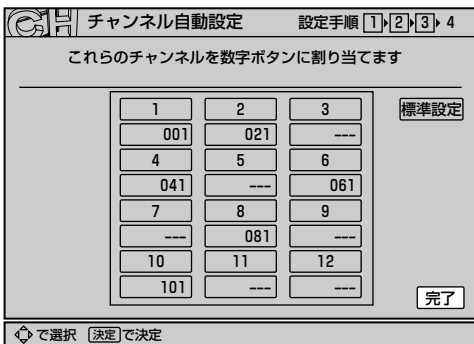 CH チャンネル自動設定 設定手順 1 2 3 4
これらのチャンネルを数字ボタンに割り当てます
1 2 3 標準設定
001 021 ---
4 5 6
041 --- 061
7 8 9
--- 081 ---
10 11 12
101 --- ---
完了
で選択 決定で決定